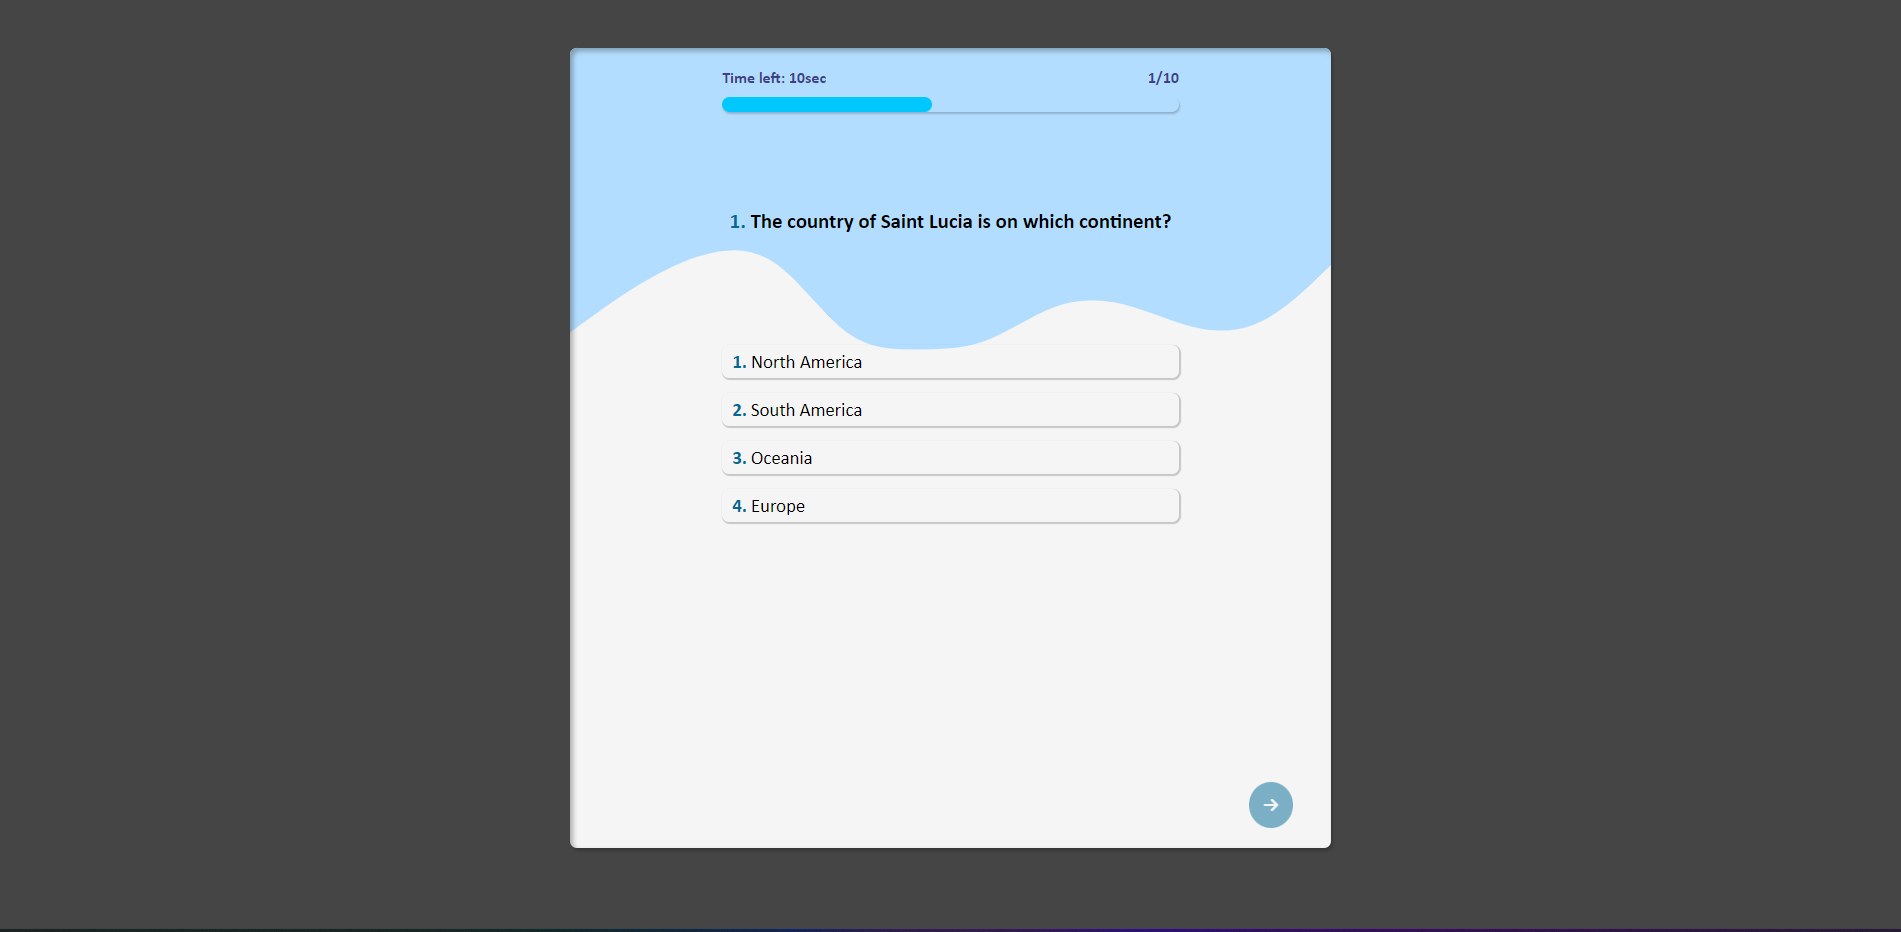 Time left: 10sec 1/10
1. The country of Saint Lucia is on which continent?
1. North America
2. South America
3. Oceania
4. Europe